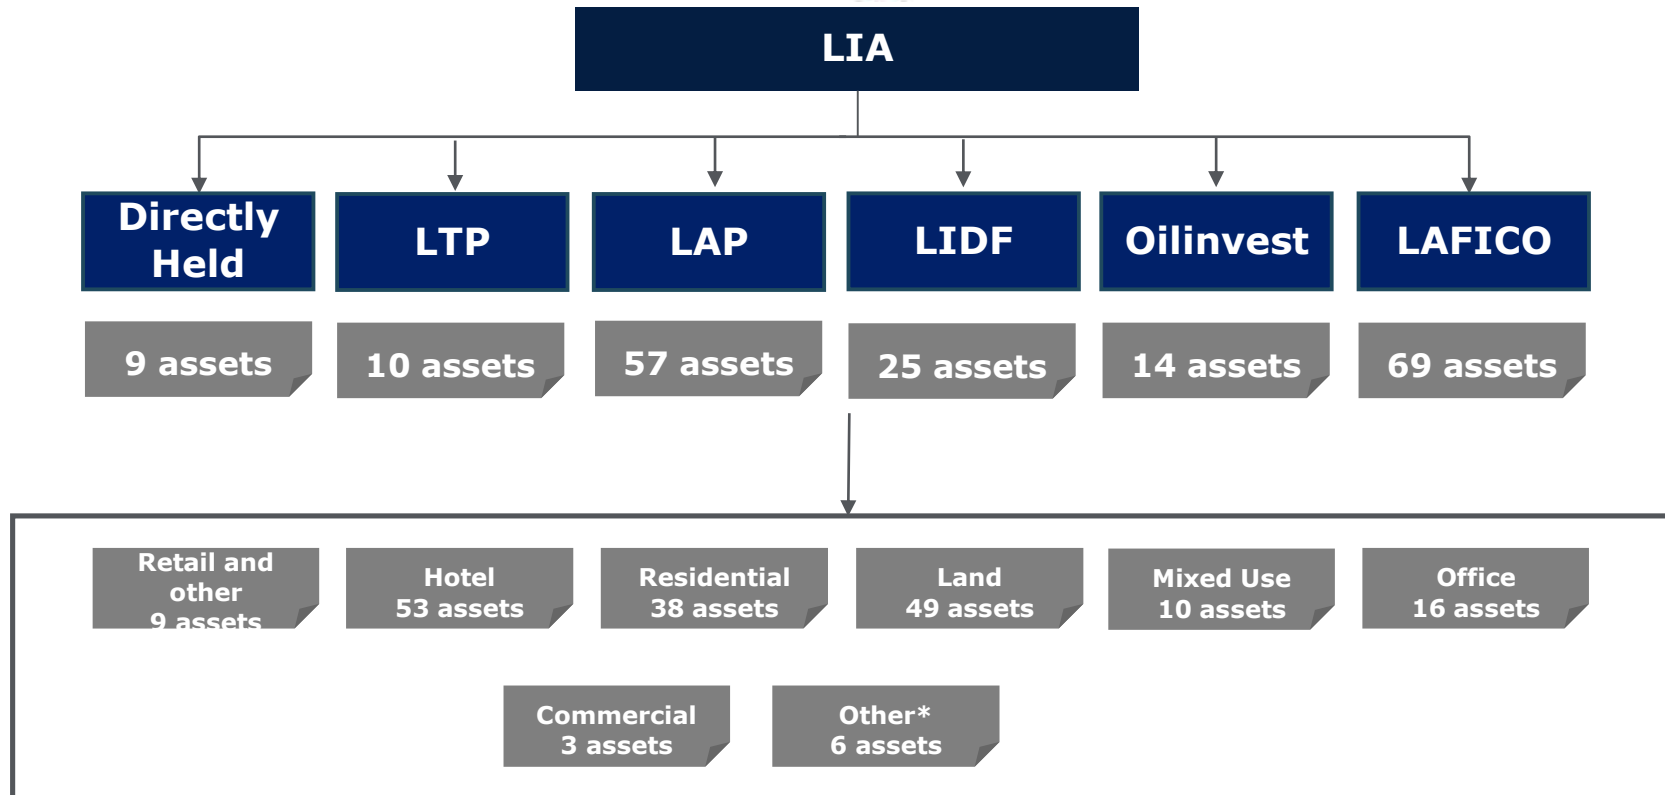 LIA
Directly
Held
LTP
LAP
LIDF
Oilinvest
LAFICO
9 assets
10 assets
57 assets
25 assets
14 assets
69 assets
Retail and
other
9 assets
Hotel
53 assets
Residential
38 assets
Land
49 assets
Mixed Use
10 assets
Office
16 assets
Commercial
3 assets
Other*
6 assets